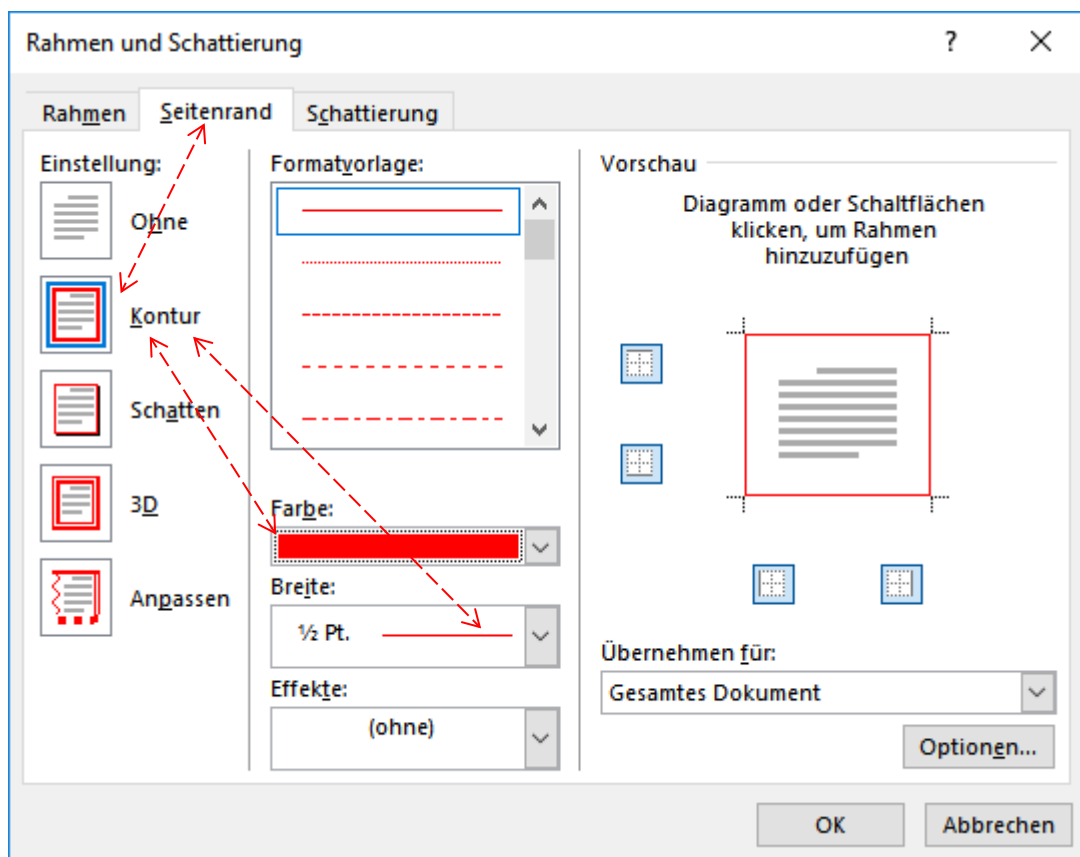 Rahmen und Schattierung
?
Rahmen
Seitenrand
Schattierung
Einstellung:
Ohne
Kontur
Schatten
3D
Anpassen
Formatvorlage:
Farbe:
Breite:
½ Pt.
Effekte:
(ohne)
Vorschau
Diagramm oder Schaltflächen
klicken, um Rahmen
hinzuzufügen
Übernehmen für:
Gesamtes Dokument
Optionen...
OK
Abbrechen